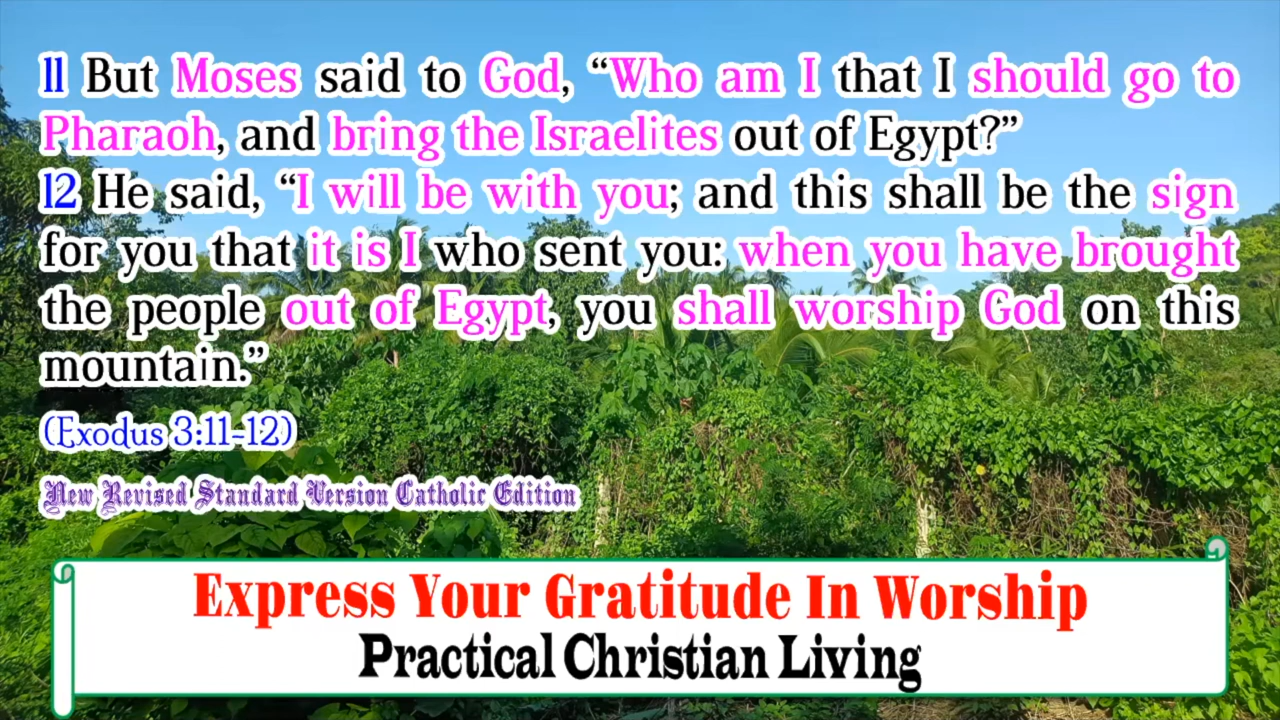 11 But Moses said to God, “Who am I that I should go to
Pharaoh, and bring the Israelites out of Egypt?”
12 He said, “I will be with you; and this shall be the sign
for you that it is I who sent you: when you have brought
the people out of Egypt, you shall worship God on this
mountain.”
(Exodus 3:11-12)
New Revised Standard Version Catholic Edition
Express Your Gratitude In Worship
Practical Christian Living